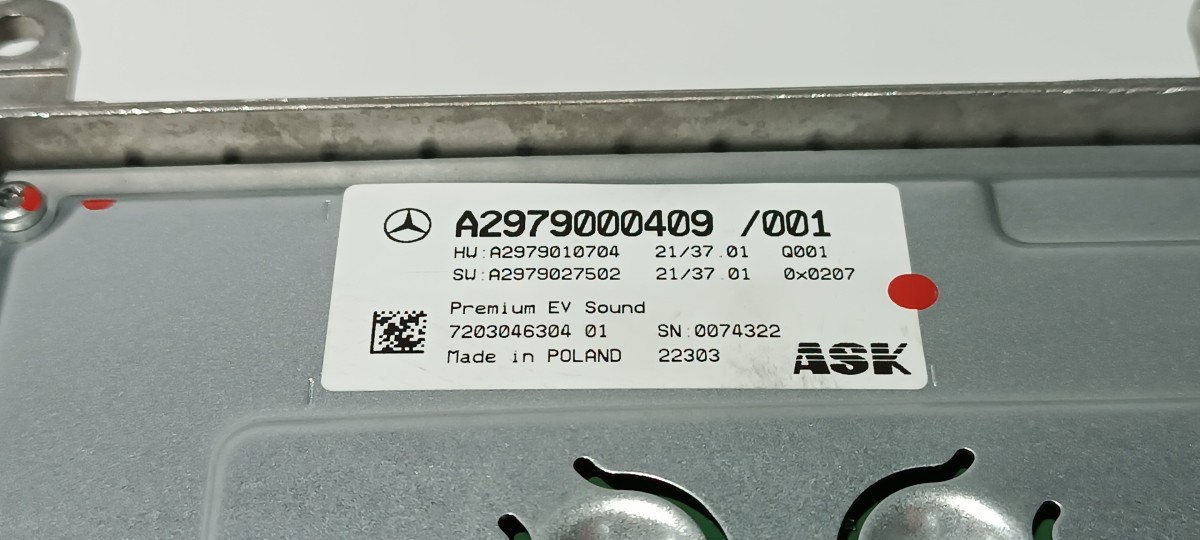 A2979000409 /001
HW:A2979010704 21/37.01 Q001
SW:A2979027502 21/37.01 0x0207
Premium EV Sound
7203046304 01 SN:0074322
Made in POLAND 22303
ASK